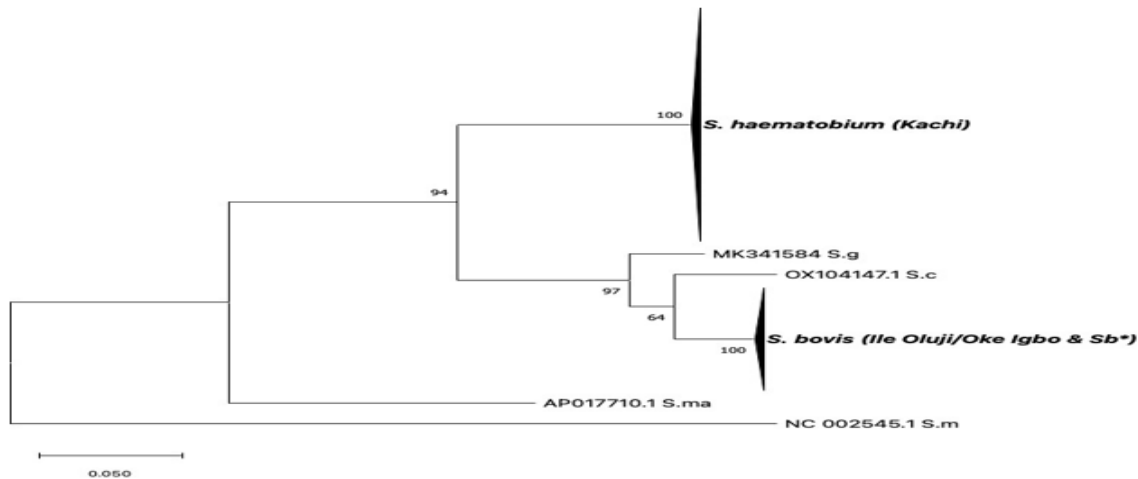 100
S. haematobium (Kachi)
94
MK341584 S.g
OX104147.1 S.c
97
64
S. bovis (Ile Oluji/Oke Igbo & Sb*)
100
AP017710.1 S.ma
NC 002545.1 S.m
0.050